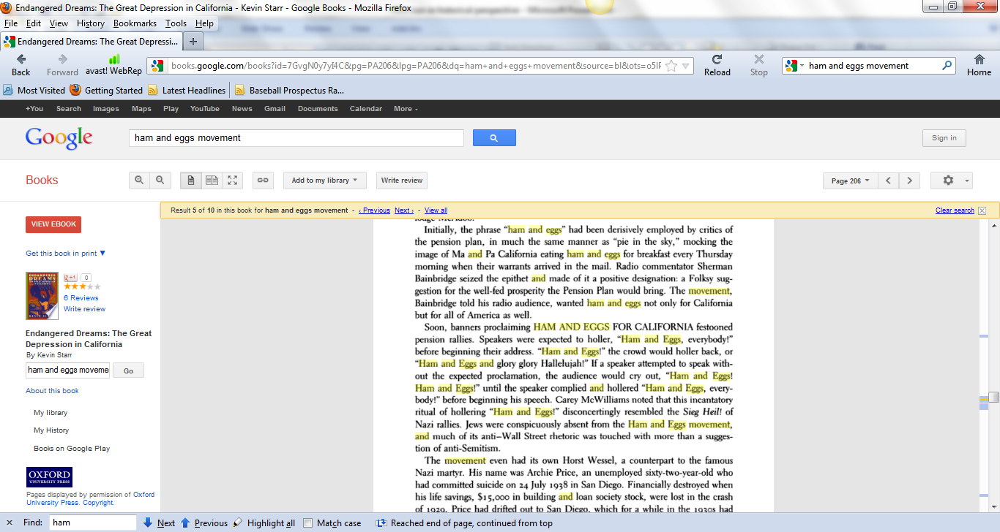 Endangered Dreams: The Great Depression in California - Kevin Starr - Google Books - Mozilla Firefox
File Edit View History Bookmarks Tools Help
Endangered Dreams: The Great Depressi...
Back Forward avast! WebRep books.google.com/books?id=7GvgN0y7yI4C&pg=PA206&lpg=PA206&dq=ham+and+eggs+movement&source=bl&ots=o5lF Reload Stop ham and eggs movement Home
Most Visited Getting Started Latest Headlines Baseball Prospectus Ra...
+You Search Images Maps Play YouTube News Gmail Documents Calendar More
Google ham and eggs movement Sign in
Books Add to my library Write review Page 206
Result 5 of 10 in this book for ham and eggs movement - ‹ Previous Next › - View all Clear search
VIEW EBOOK
Get this book in print ▼
+1 0
6 Reviews
Write review
ENDANGERED DREAMS
Endangered Dreams: The Great
Depression in California
By Kevin Starr
ham and eggs moveme Go
About this book
My library
My History
Books on Google Play
OXFORD
UNIVERSITY PRESS
Pages displayed by permission of Oxford
University Press. Copyright.
Initially, the phrase “ham and eggs” had been derisively employed by critics of
the pension plan, in much the same manner as “pie in the sky,” mocking the
image of Ma and Pa California eating ham and eggs for breakfast every Thursday
morning when their warrants arrived in the mail. Radio commentator Sherman
Bainbridge seized the epithet and made of it a positive designation: a Folksy sug-
gestion for the well-fed prosperity the Pension Plan would bring. The movement,
Bainbridge told his radio audience, wanted ham and eggs not only for California
but for all of America as well.
Soon, banners proclaiming HAM AND EGGS FOR CALIFORNIA festooned
pension rallies. Speakers were expected to holler, “Ham and Eggs, everybody!”
before beginning their address. “Ham and Eggs!” the crowd would holler back, or
“Ham and Eggs and glory glory Hallelujah!” If a speaker attempted to speak with-
out the expected proclamation, the audience would cry out, “Ham and Eggs!
Ham and Eggs!” until the speaker complied and hollered “Ham and Eggs, every-
body!” before beginning his speech. Carey McWilliams noted that this incantatory
ritual of hollering “Ham and Eggs!” disconcertingly resembled the Sieg Heil! of
Nazi rallies. Jews were conspicuously absent from the Ham and Eggs movement,
and much of its anti–Wall Street rhetoric was touched with more than a sugges-
tion of anti-Semitism.
The movement even had its own Horst Wessel, a counterpart to the famous
Nazi martyr. His name was Archie Price, an unemployed sixty-two-year-old who
had committed suicide on 24 July 1938 in San Diego. Financially destroyed when
his life savings, $15,000 in building and loan society stock, were lost in the crash
of 1929, Price had drifted out to San Diego, which for a while in the 1930s had
× Find: ham Next Previous Highlight all Match case Reached end of page, continued from top